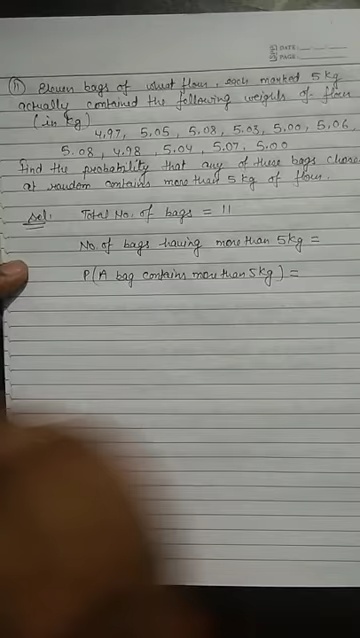 DATE:
PAGE:
11 Eleven bags of wheat flour, each marked 5 kg
actually contained the following weights of flour
(in kg)
4.97, 5.05, 5.08, 5.03, 5.00, 5.06,
5.08, 4.98, 5.04, 5.07, 5.00
find the probability that any of these bags chose
at random contains more than 5 kg of flour.
Sol: Total No. of bags = 11
No. of bags having more than 5kg =
P(A bag contains more than 5kg) =